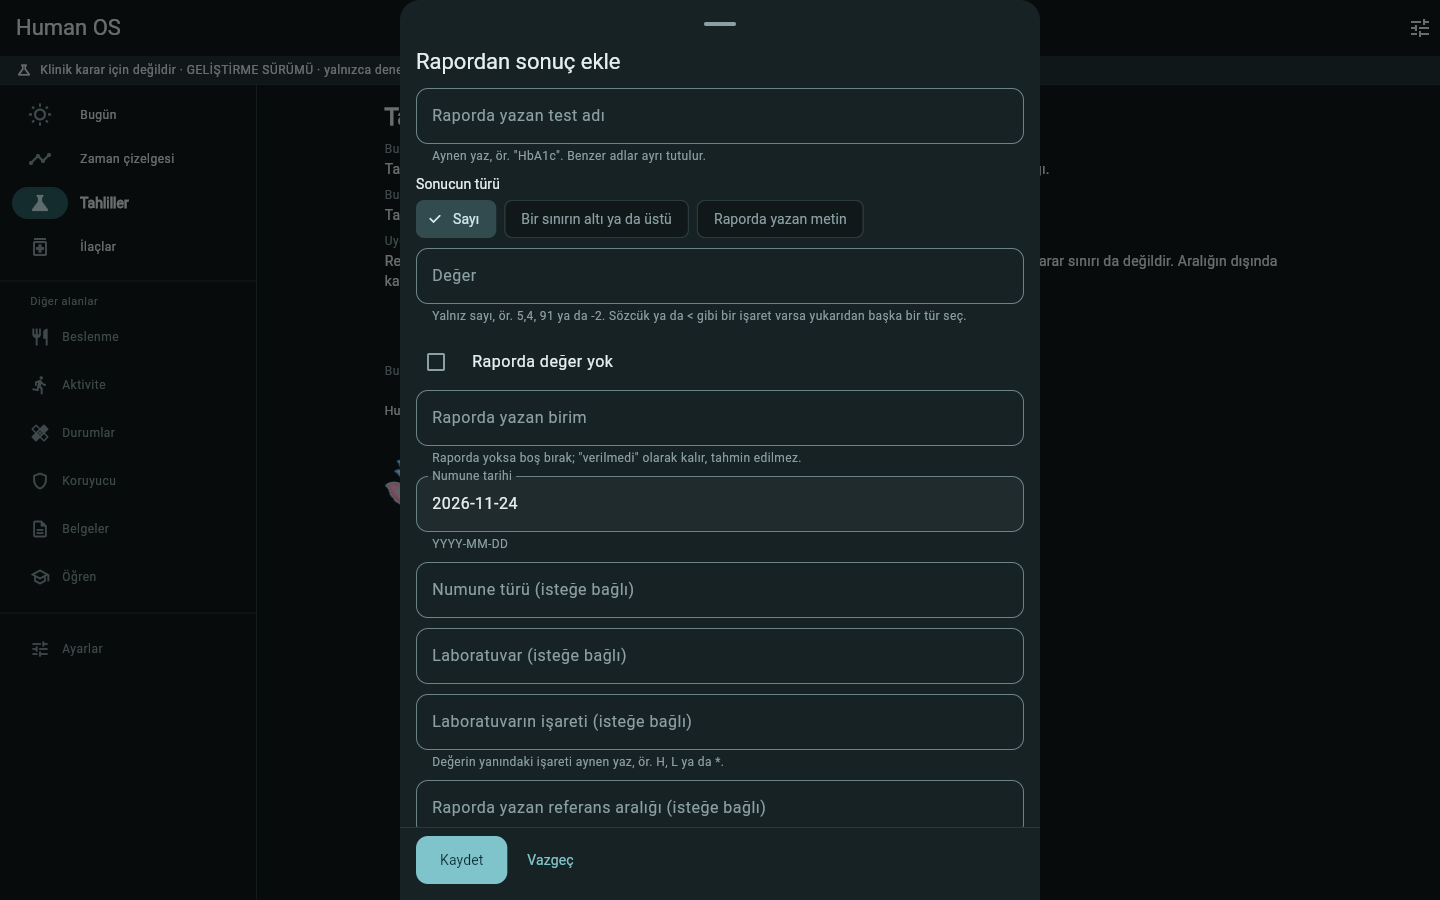 Human OS
Klinik karar için değildir · GELİŞTİRME SÜRÜMÜ · yalnızca
Bugün
Zaman çizelgesi
Tahliller
İlaçlar
Diğer alanlar
Beslenme
Aktivite
Durumlar
Koruyucu
Belgeler
Öğren
Ayarlar
Rapordan sonuç ekle
Raporda yazan test adı
Aynen yaz, ör. "HbA1c". Benzer adlar ayrı tutulur.
Sonucun türü
Sayı
Bir sınırın altı ya da üstü
Raporda yazan metin
Değer
Yalnız sayı, ör. 5,4, 91 ya da -2. Sözcük ya da < gibi bir işaret varsa yukarıdan başka bir tür seç.
Raporda değer yok
Raporda yazan birim
Raporda yoksa boş bırak; "verilmedi" olarak kalır, tahmin edilmez.
Numune tarihi
2026-11-24
YYYY-MM-DD
Numune türü (isteğe bağlı)
Laboratuvar (isteğe bağlı)
Laboratuvarın işareti (isteğe bağlı)
Değerin yanındaki işareti aynen yaz, ör. H, L ya da *.
Raporda yazan referans aralığı (isteğe bağlı)
Kaydet
Vazgeç
sınırı da değildir. Aralığın dışında